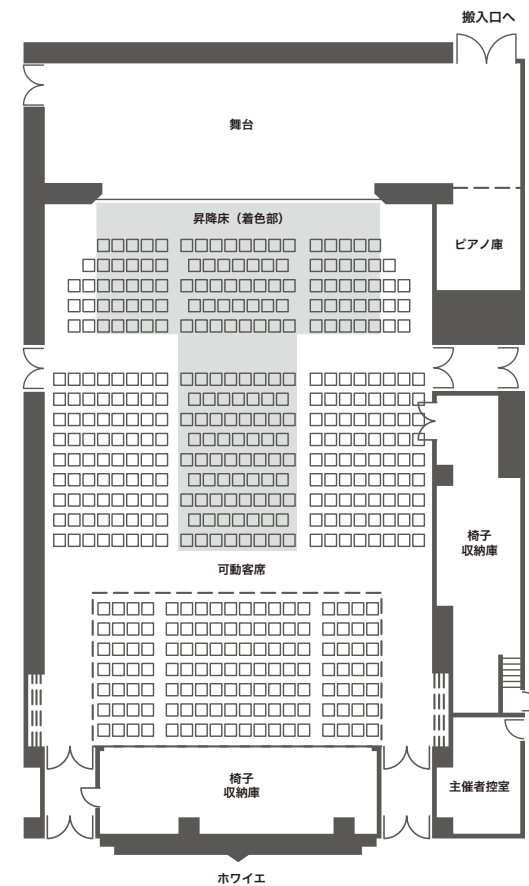 搬入口へ
舞台
昇降床（着色部）
ピアノ庫
椅子
収納庫
可動客席
椅子
収納庫
主催者控室
ホワイエ